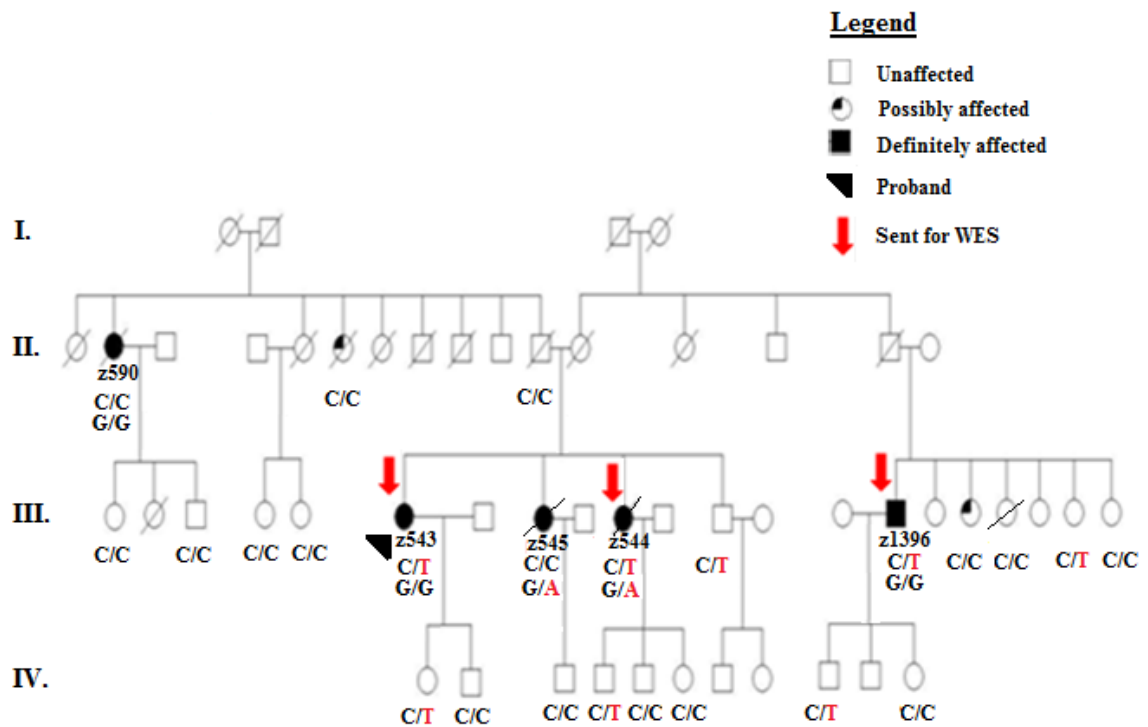 Legend
Unaffected
Possibly affected
Definitely affected
Proband
Sent for WES
I.
II.
z590
C/C
G/G
C/C
C/C
III.
z543
C/T
G/G
z545
C/C
G/A
z544
C/T
G/A
C/T
z1396
C/T
G/G
C/C
C/C
C/C
C/C
C/C
C/C
C/T
C/C
IV.
C/T
C/C
C/C
C/T
C/C
C/C
C/T
C/C